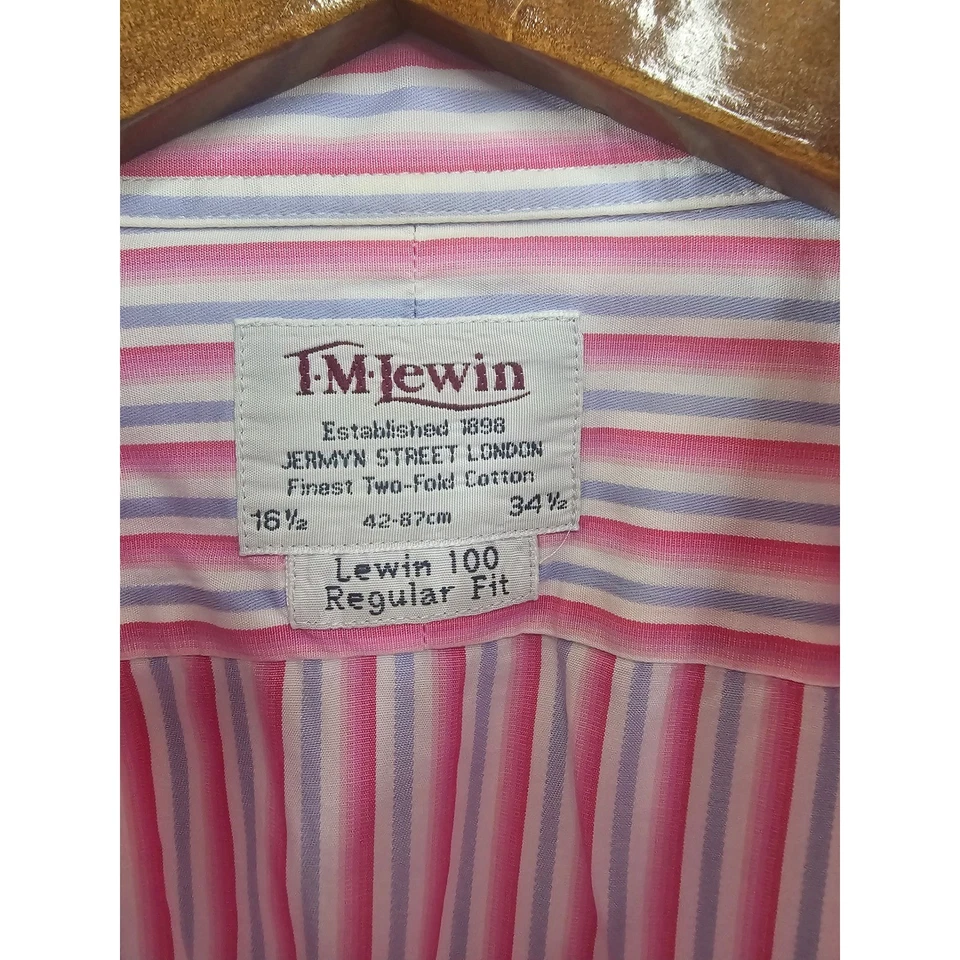 T·M·Lewin
Established 1898
JERMYN STREET LONDON
Finest Two-Fold Cotton
16½ 42-87cm 34½
Lewin 100
Regular Fit